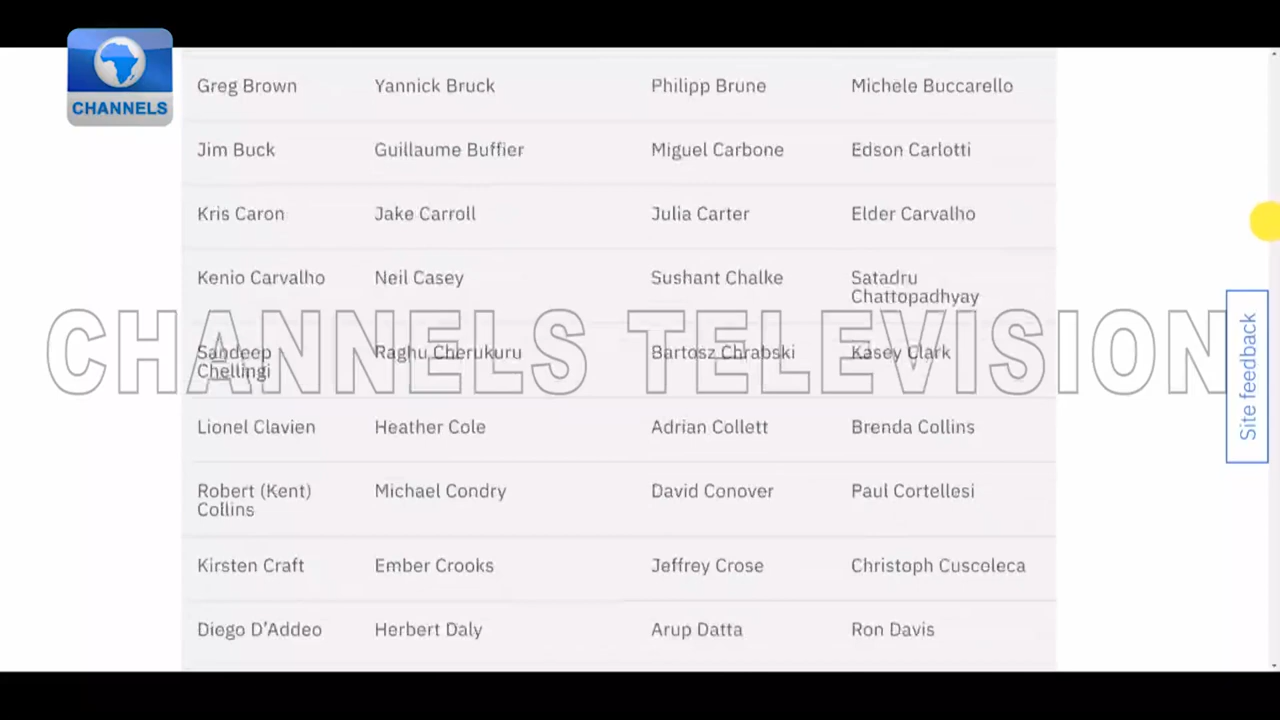 CHANNELS
Greg Brown Yannick Bruck Philipp Brune Michele Buccarello
Jim Buck Guillaume Buffier Miguel Carbone Edson Carlotti
Kris Caron Jake Carroll Julia Carter Elder Carvalho
Kenio Carvalho Neil Casey Sushant Chalke Satadru
Chattopadhyay
CHANNELS TELEVISION
Sandeep Raghu Cherukuru Bartosz Chrabski Kasey Clark
Chellingi
Site feedback
Lionel Clavien Heather Cole Adrian Collett Brenda Collins
Robert (Kent) Michael Condry David Conover Paul Cortellesi
Collins
Kirsten Craft Ember Crooks Jeffrey Crose Christoph Cuscoleca
Diego D'Addeo Herbert Daly Arup Datta Ron Davis